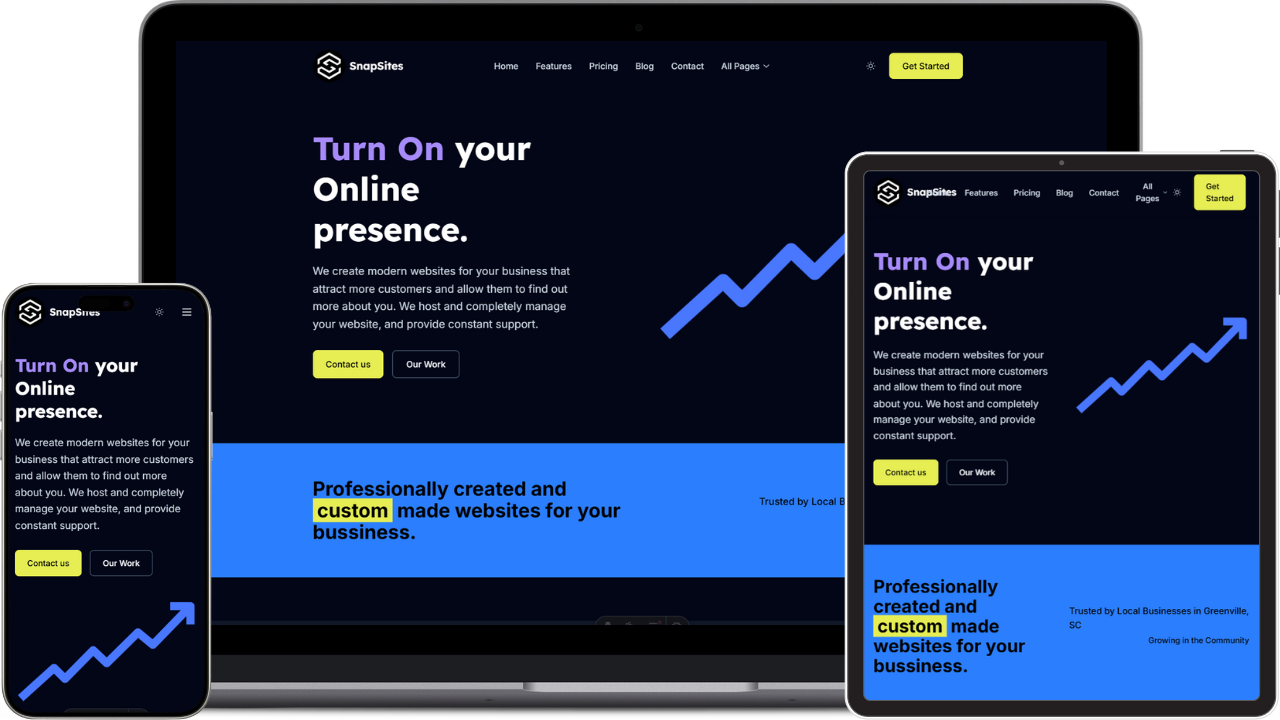 SnapSites
Home Features Pricing Blog Contact All Pages
Get Started
Turn On your
Online
presence.
We create modern websites for your business that
attract more customers and allow them to find out
more about you. We host and completely manage
your website, and provide constant support.
Contact us
Our Work
Professionally created and
custom made websites for your
bussiness.
Trusted by Local B
SnapSites
Features Pricing Blog Contact
All
Pages
Get
Started
Turn On your
Online
presence.
We create modern websites for your
business that attract more customers
and allow them to find out more
about you. We host and completely
manage your website, and provide
constant support.
Contact us
Our Work
Professionally
created and
custom made
websites for your
bussiness.
Trusted by Local Businesses in Greenville,
SC
Growing in the Community
SnapSites
Turn On your
Online
presence.
We create modern websites for your
business that attract more customers
and allow them to find out more
about you. We host and completely
manage your website, and provide
constant support.
Contact us
Our Work